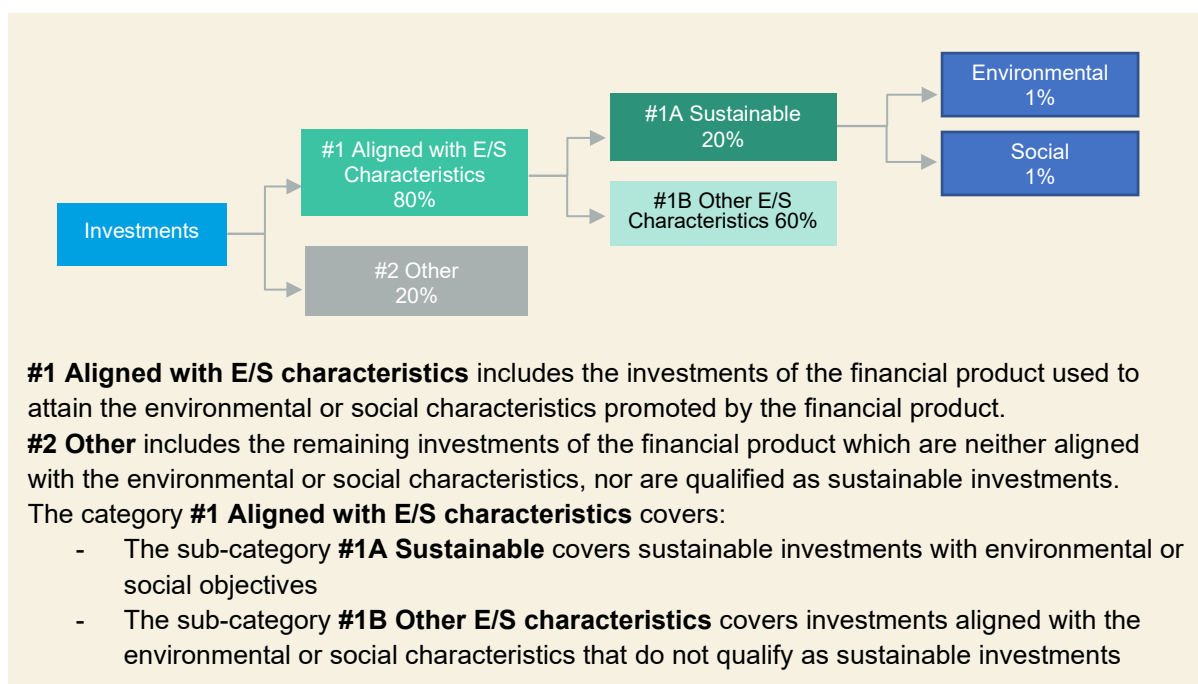 Investments
#1 Aligned with E/S
Characteristics
80%
#2 Other
20%
#1A Sustainable
20%
#1B Other E/S
Characteristics 60%
Environmental
1%
Social
1%
#1 Aligned with E/S characteristics includes the investments of the financial product used to
attain the environmental or social characteristics promoted by the financial product.
#2 Other includes the remaining investments of the financial product which are neither aligned
with the environmental or social characteristics, nor are qualified as sustainable investments.
The category #1 Aligned with E/S characteristics covers:
- The sub-category #1A Sustainable covers sustainable investments with environmental or
social objectives
- The sub-category #1B Other E/S characteristics covers investments aligned with the
environmental or social characteristics that do not qualify as sustainable investments